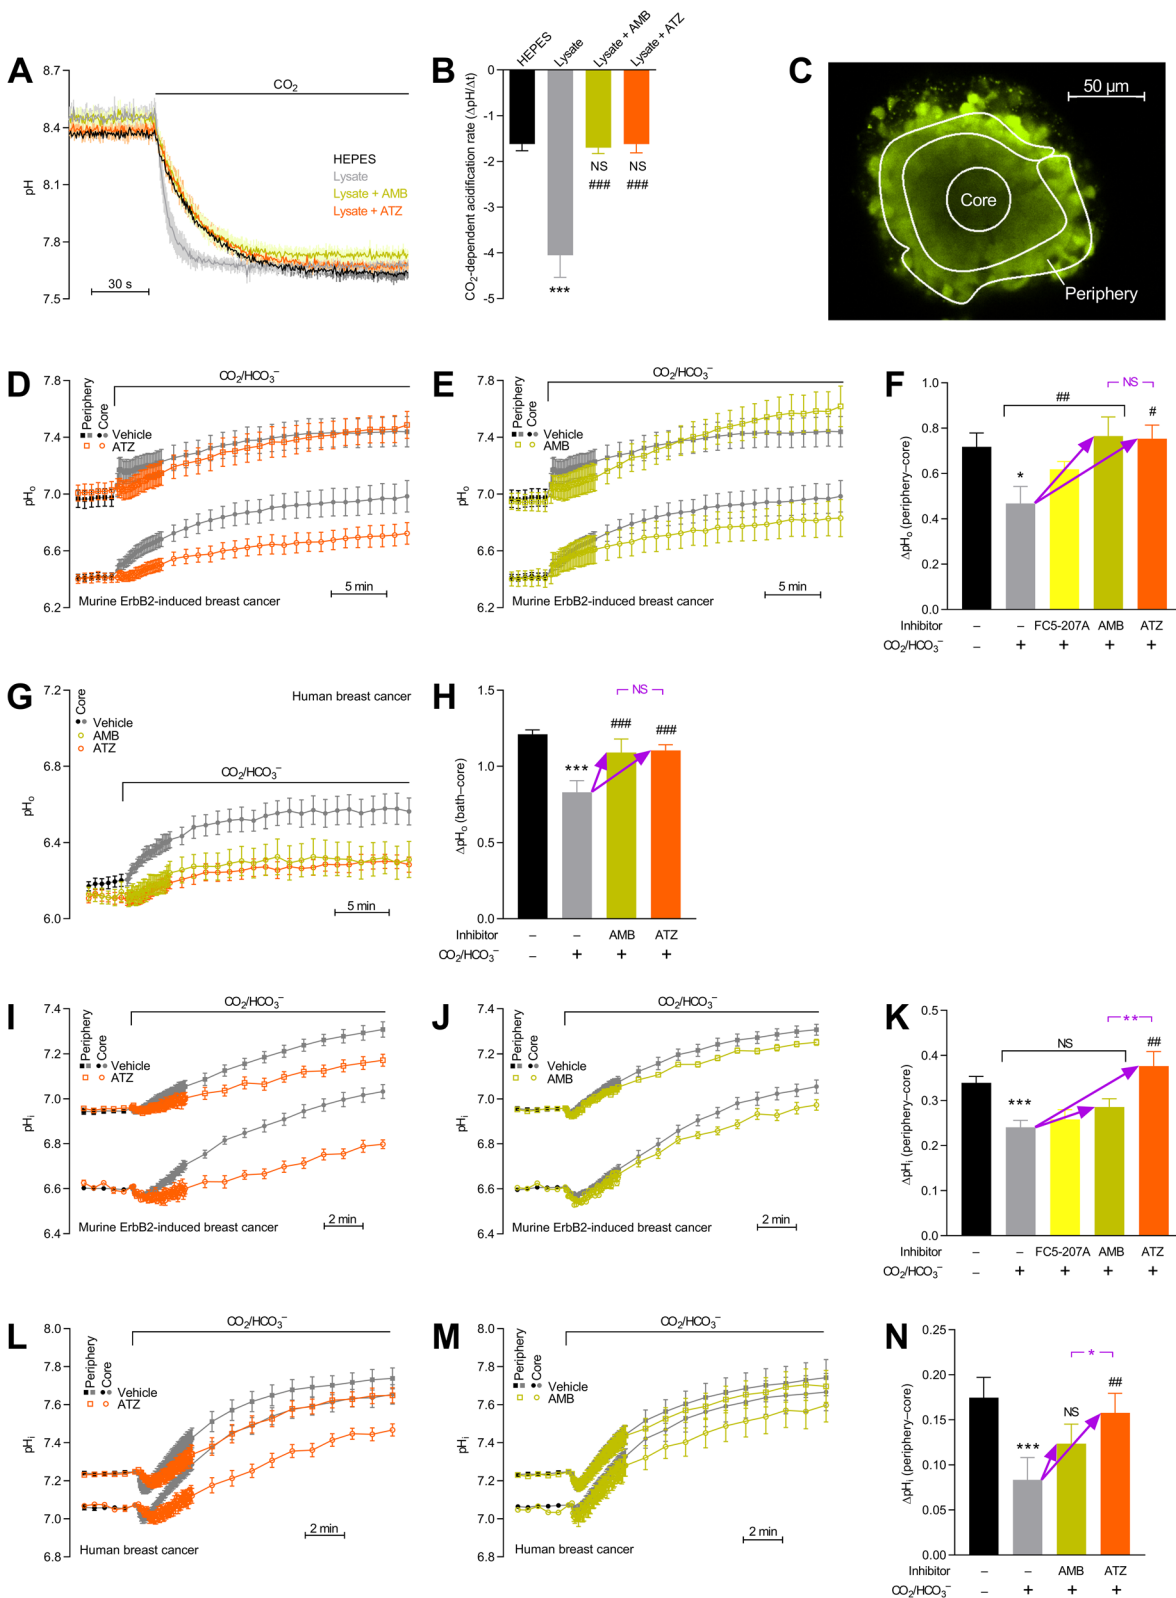 A
8.7
8.4
8.1
7.8
7.5
pH
CO₂
HEPES
Lysate
Lysate + AMB
Lysate + ATZ
30 s
B
HEPES
Lysate
Lysate + AMB
Lysate + ATZ
0
-1
-2
-3
-4
-5
CO₂-dependent acidification rate (ΔpH/Δt)
***
NS
###
NS
###
C
50 µm
Core
Periphery
D
7.8
7.4
7.0
6.6
6.2
pHₒ
CO₂/HCO₃⁻
Periphery
Core
Vehicle
ATZ
5 min
Murine ErbB2-induced breast cancer
E
7.8
7.4
7.0
6.6
6.2
pHₒ
CO₂/HCO₃⁻
Periphery
Core
Vehicle
AMB
5 min
Murine ErbB2-induced breast cancer
F
1.0
0.8
0.6
0.4
0.2
0.0
ΔpHₒ (periphery–core)
##
NS
*
#
Inhibitor – – FC5-207A AMB ATZ
CO₂/HCO₃⁻ – + + + +
G
7.2
6.8
6.4
6.0
pHₒ
Human breast cancer
Core
Vehicle
AMB
ATZ
CO₂/HCO₃⁻
5 min
H
1.5
1.0
0.5
0.0
ΔpHₒ (bath–core)
NS
***
###
###
Inhibitor – – AMB ATZ
CO₂/HCO₃⁻ – + + +
I
7.4
7.2
7.0
6.8
6.6
6.4
pHᵢ
CO₂/HCO₃⁻
Periphery
Core
Vehicle
ATZ
2 min
Murine ErbB2-induced breast cancer
J
7.4
7.2
7.0
6.8
6.6
6.4
pHᵢ
CO₂/HCO₃⁻
Periphery
Core
Vehicle
AMB
2 min
Murine ErbB2-induced breast cancer
K
0.5
0.4
0.3
0.2
0.1
0.0
ΔpHᵢ (periphery–core)
NS
**
***
##
Inhibitor – – FC5-207A AMB ATZ
CO₂/HCO₃⁻ – + + + +
L
8.0
7.8
7.6
7.4
7.2
7.0
6.8
pHᵢ
CO₂/HCO₃⁻
Periphery
Core
Vehicle
ATZ
2 min
Human breast cancer
M
8.0
7.8
7.6
7.4
7.2
7.0
6.8
pHᵢ
CO₂/HCO₃⁻
Periphery
Core
Vehicle
AMB
2 min
Human breast cancer
N
0.25
0.20
0.15
0.10
0.05
0.00
ΔpHᵢ (periphery–core)
*
***
NS
##
Inhibitor – – AMB ATZ
CO₂/HCO₃⁻ – + + +